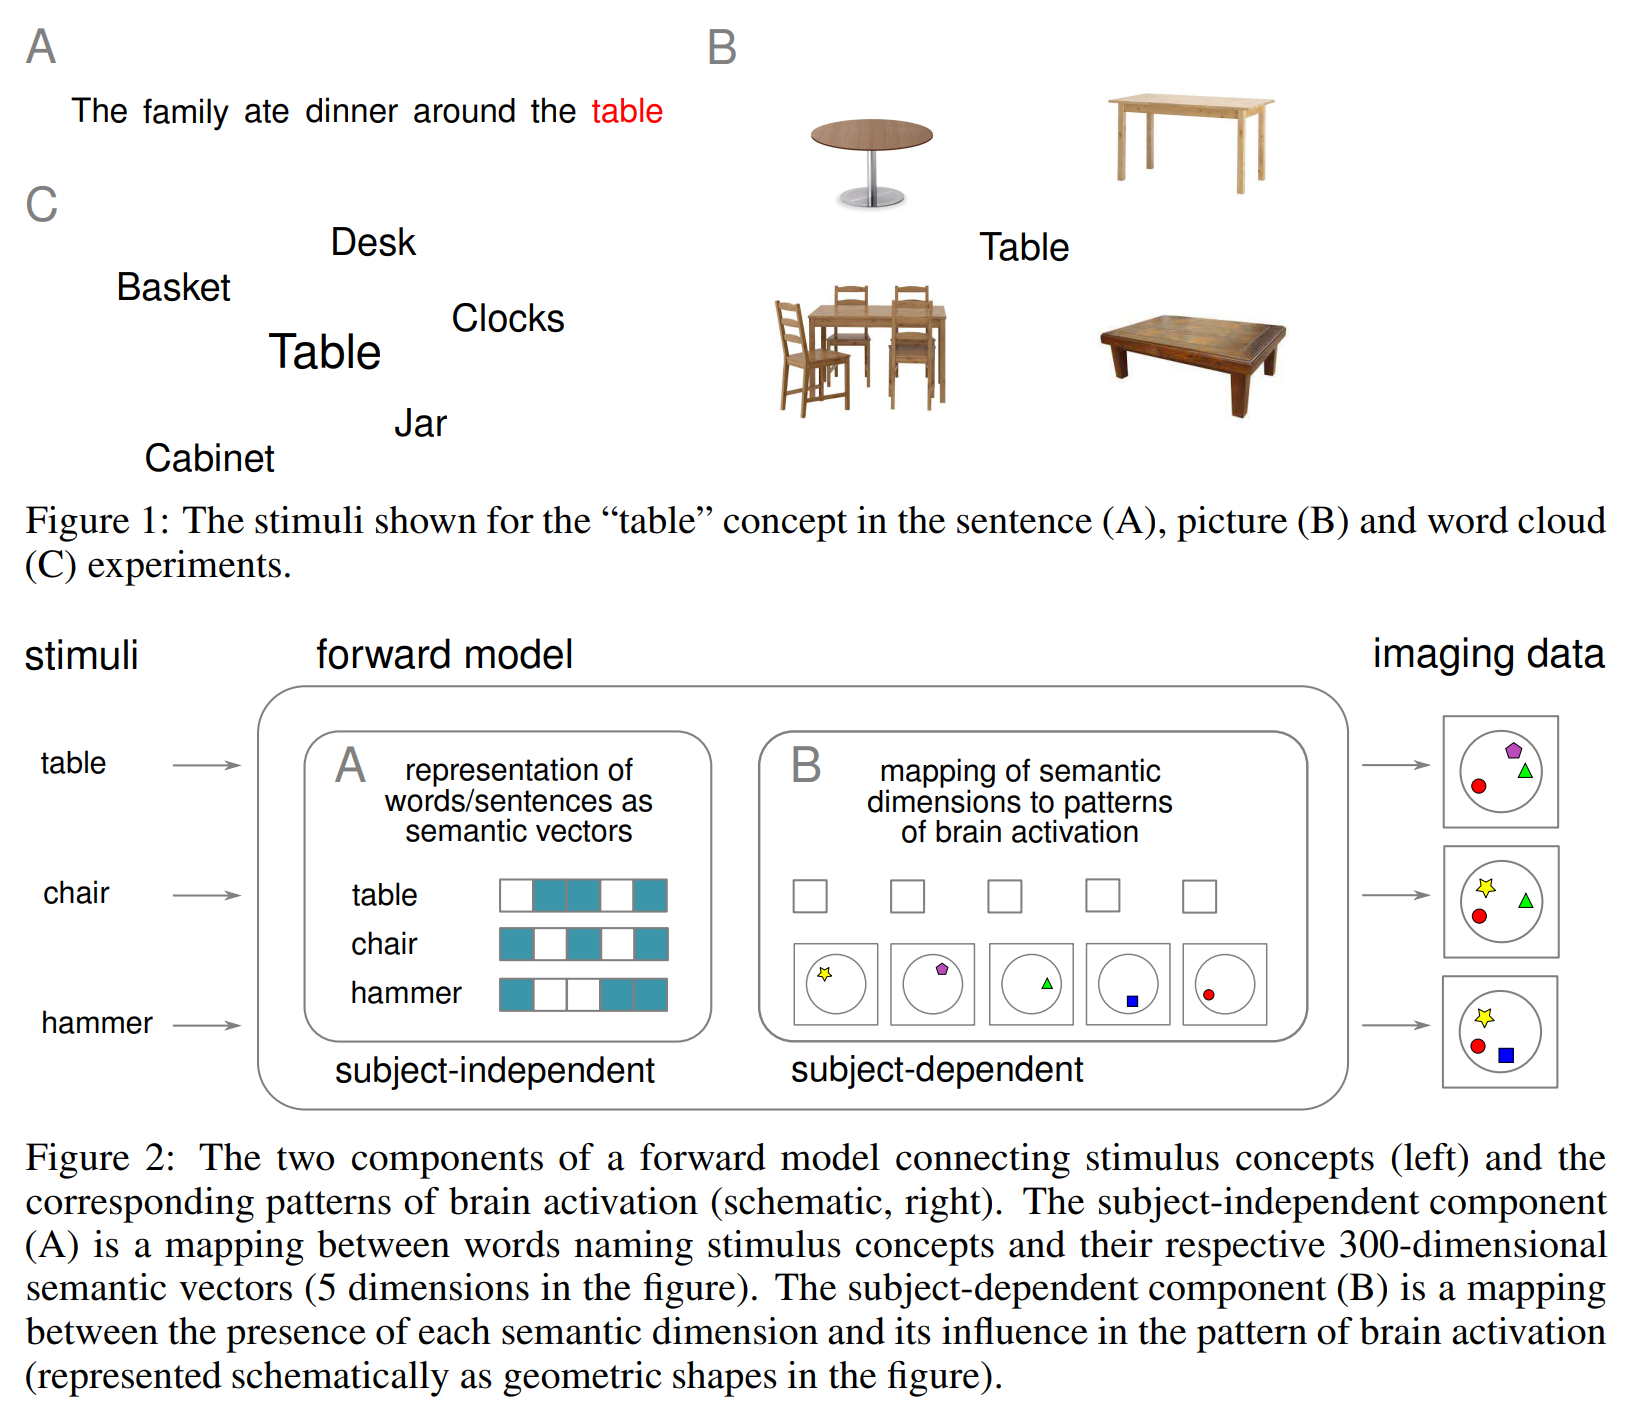 A
The family ate dinner around the table
B
Table
C
Desk
Basket
Clocks
Table
Jar
Cabinet
Figure 1: The stimuli shown for the “table” concept in the sentence (A), picture (B) and word cloud
(C) experiments.
stimuli
forward model
imaging data
table
chair
hammer
A
representation of
words/sentences as
semantic vectors
table
chair
hammer
subject-independent
B
mapping of semantic
dimensions to patterns
of brain activation
subject-dependent
Figure 2: The two components of a forward model connecting stimulus concepts (left) and the
corresponding patterns of brain activation (schematic, right). The subject-independent component
(A) is a mapping between words naming stimulus concepts and their respective 300-dimensional
semantic vectors (5 dimensions in the figure). The subject-dependent component (B) is a mapping
between the presence of each semantic dimension and its influence in the pattern of brain activation
(represented schematically as geometric shapes in the figure).